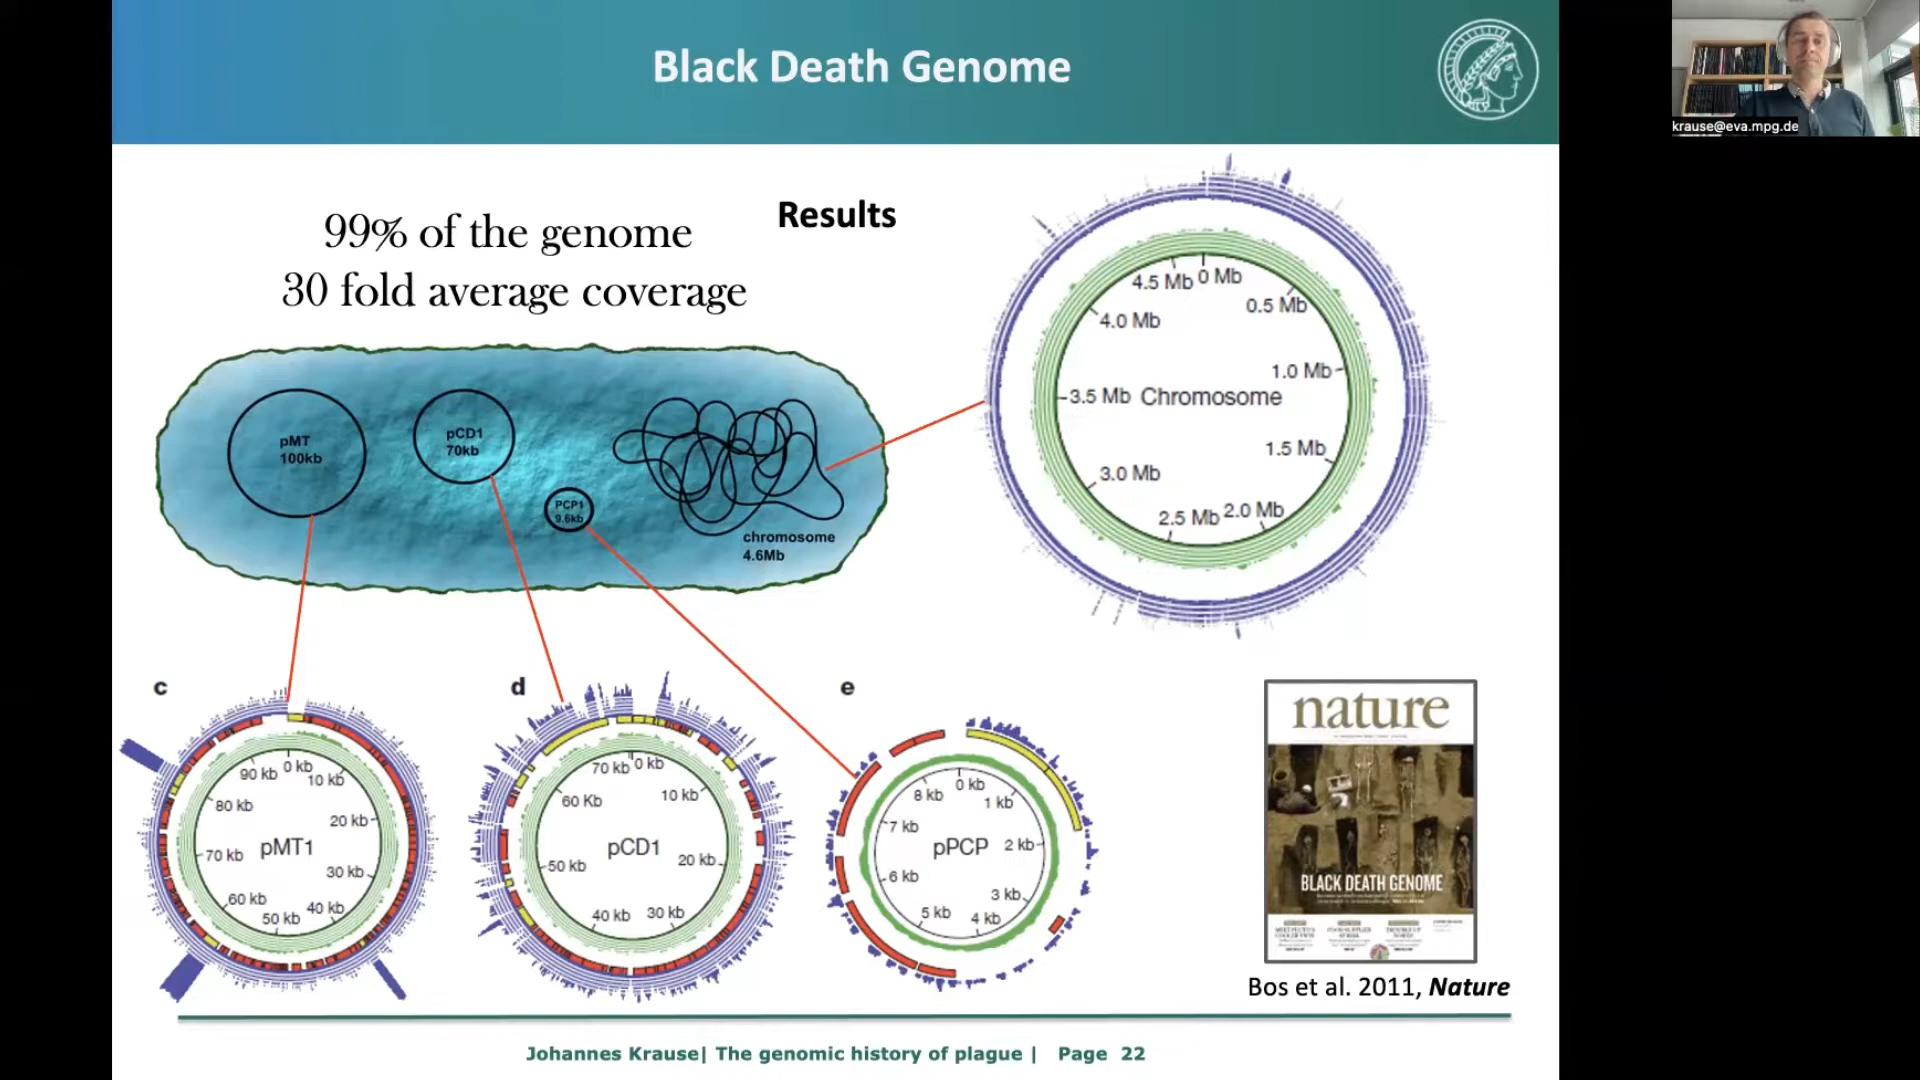 Black Death Genome
krause@eva.mpg.de
Results
99% of the genome
30 fold average coverage
pMT
100kb
pCD1
70kb
PCP1
9.6kb
chromosome
4.6Mb
0 Mb
0.5 Mb
1.0 Mb
1.5 Mb
2.0 Mb
2.5 Mb
3.0 Mb
3.5 Mb
4.0 Mb
4.5 Mb
Chromosome
c
0 kb
10 kb
20 kb
30 kb
40 kb
50 kb
60 kb
70 kb
80 kb
90 kb
pMT1
d
0 kb
10 kb
20 kb
30 kb
40 kb
50 kb
60 Kb
70 kb
pCD1
e
0 kb
1 kb
2 kb
3 kb
4 kb
5 kb
6 kb
7 kb
8 kb
pPCP
nature
BLACK DEATH GENOME
Bos et al. 2011, Nature
Johannes Krause| The genomic history of plague | Page 22